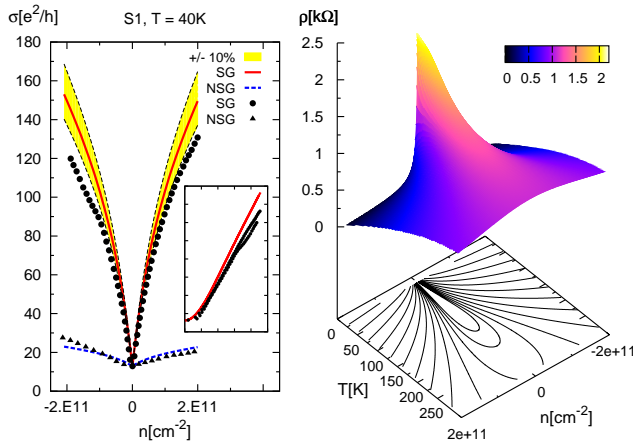 σ[e²/h]
S1, T = 40K
180
160
140
120
100
80
60
40
20
0
+/- 10%
SG
NSG
SG
NSG
-2.E11
0
2.E11
n[cm⁻²]
ρ[kΩ]
2.5
2
1.5
1
0.5
0
0 0.5 1 1.5 2
0
50
100
150
200
250
T[K]
-2e+11
0
2e+11
n[cm⁻²]